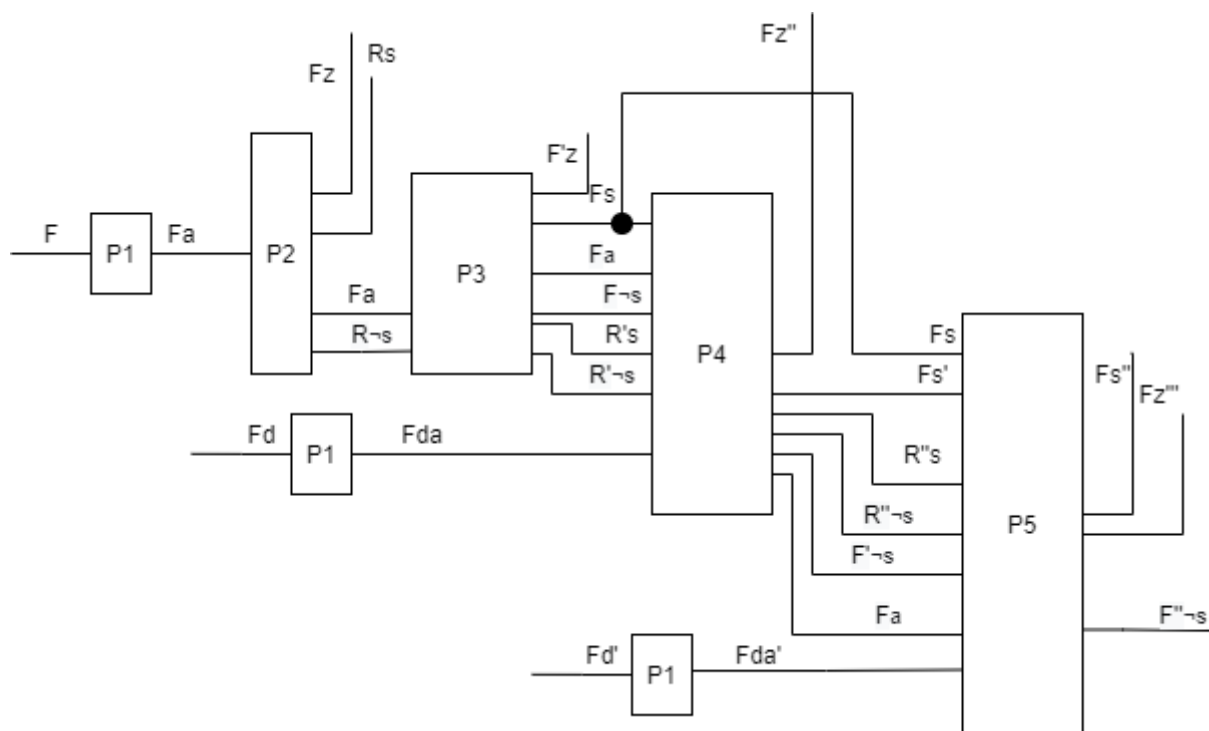 Fz"
Rs
Fz
F'z
Fs
F
P1
Fa
P2
P3
Fa
Fa
F¬s
R¬s
R's
P4
Fs
R'¬s
Fs'
Fs"
Fz"'
Fd
P1
Fda
R"s
R"¬s
P5
F'¬s
Fa
F"¬s
Fd'
P1
Fda'